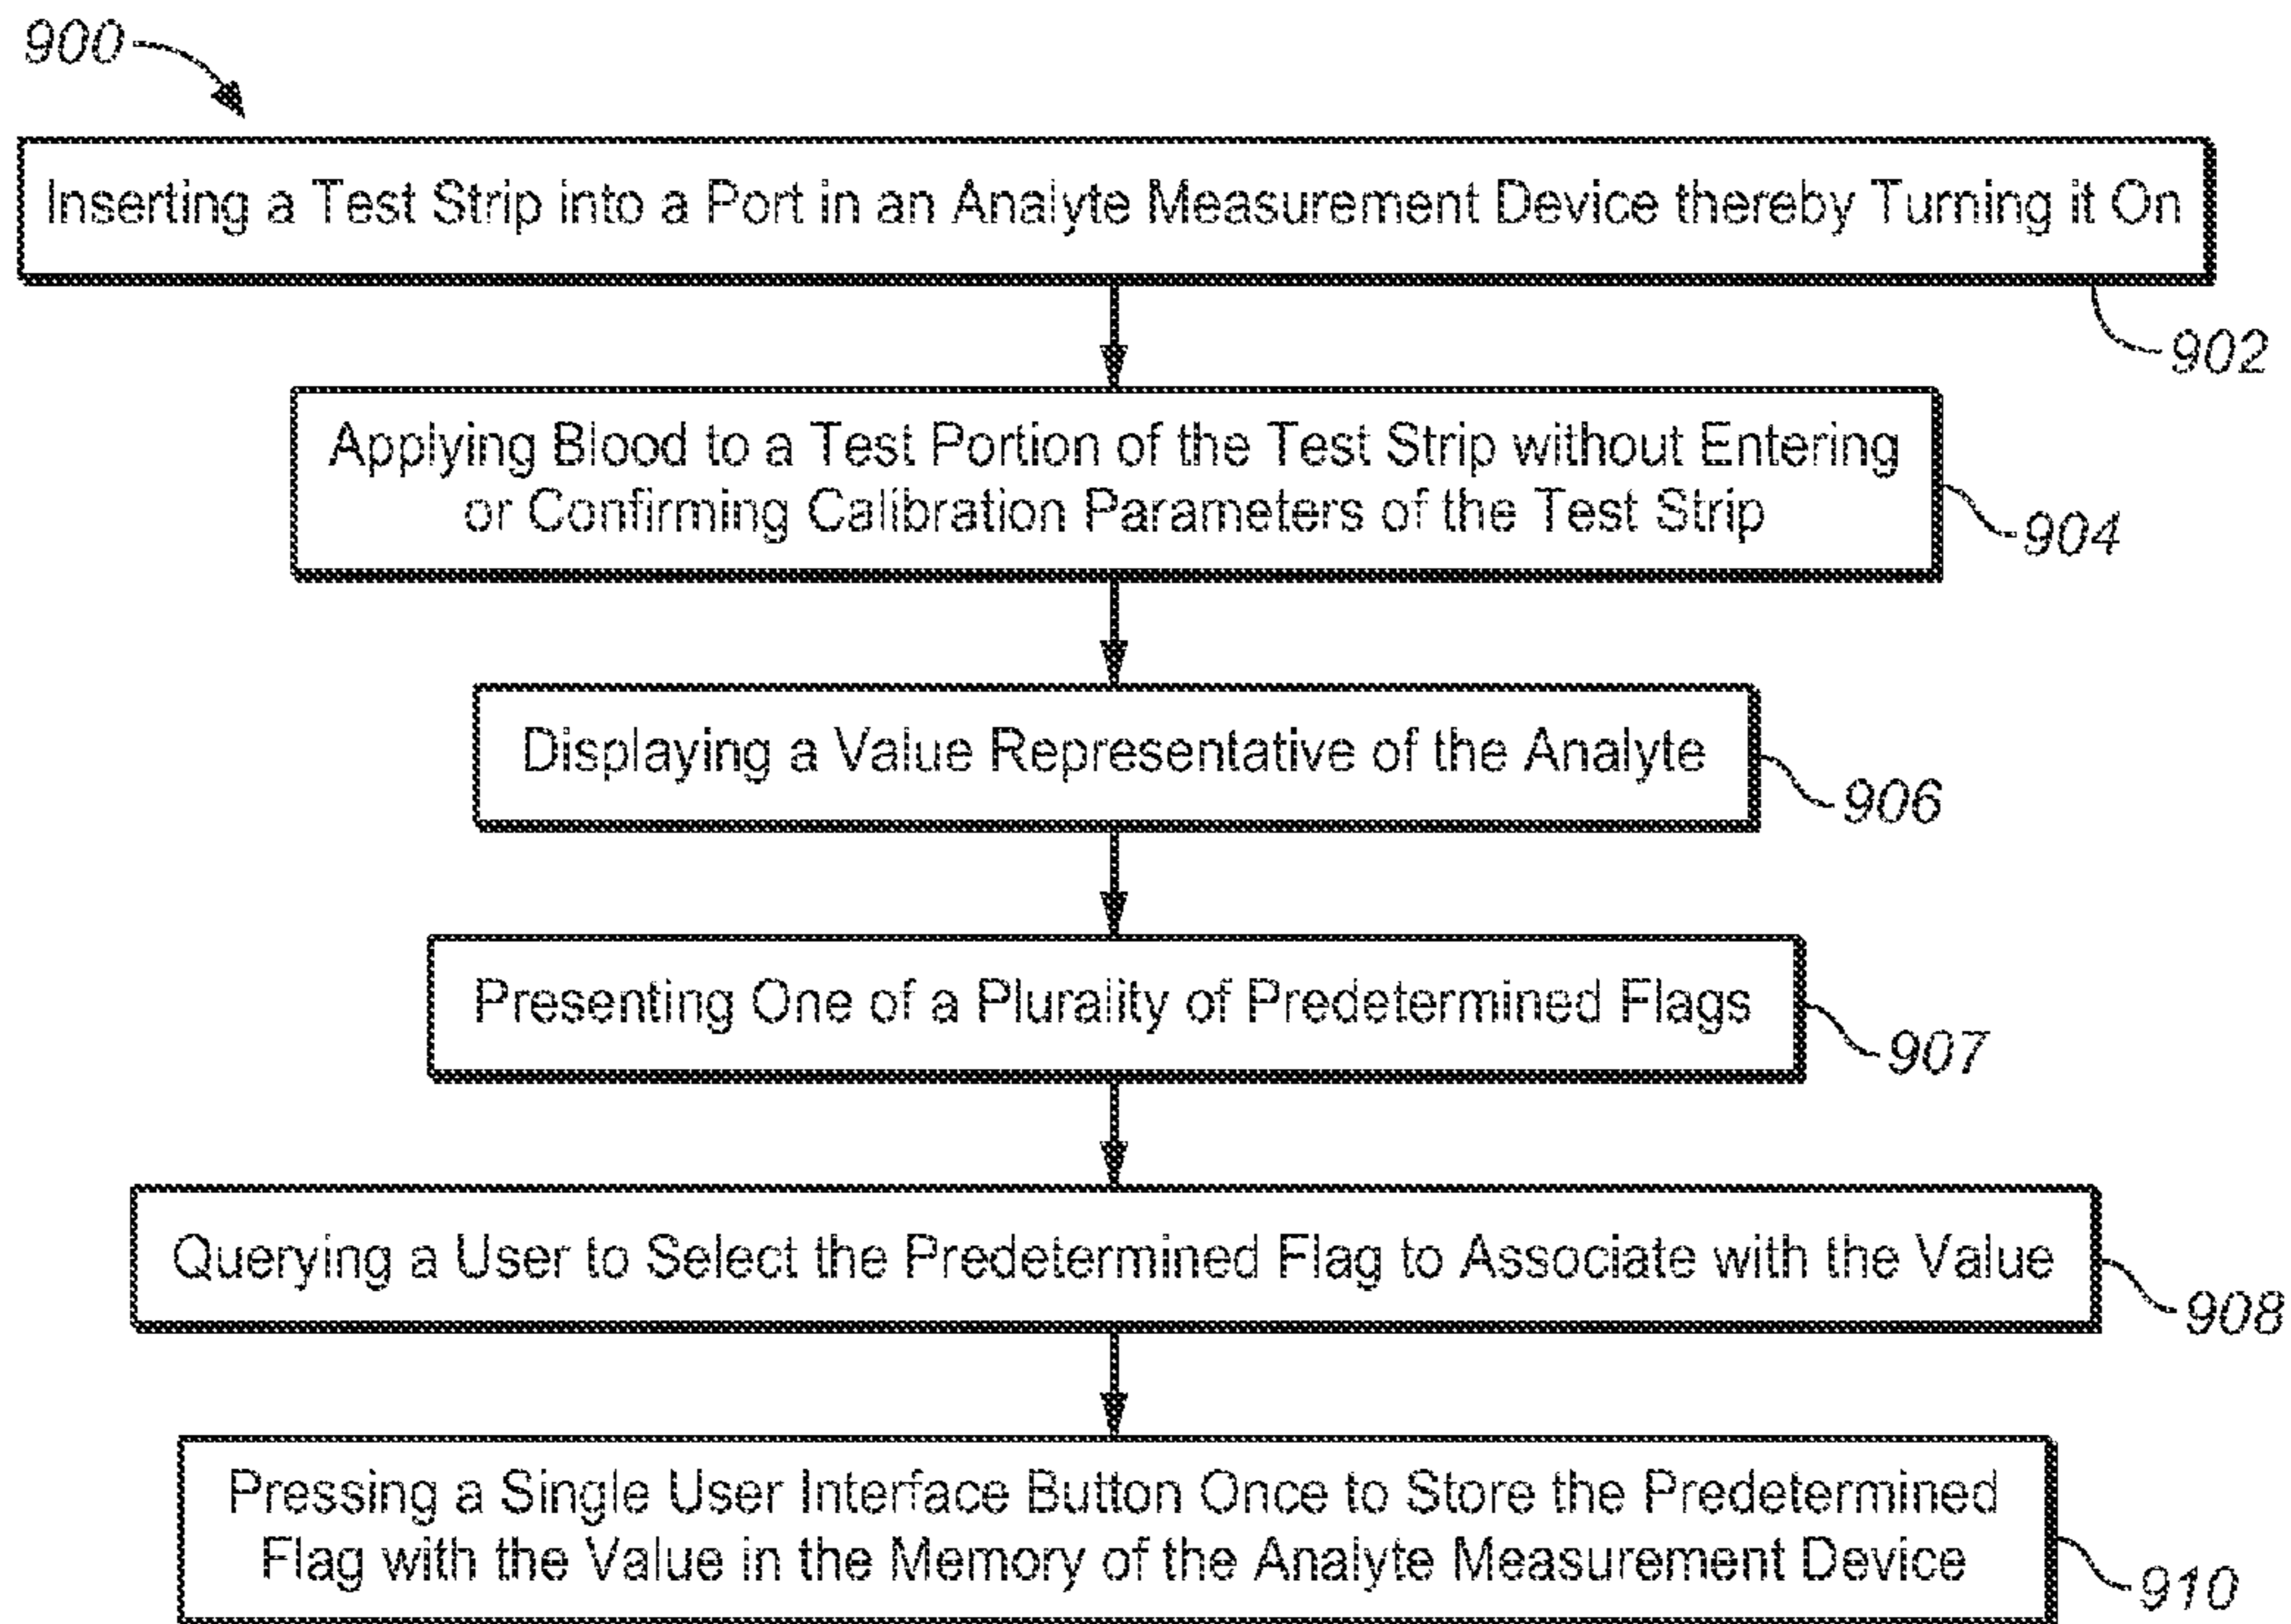 900
Inserting a Test Strip into a Port in an Analyte Measurement Device thereby Turning it On
902
Applying Blood to a Test Portion of the Test Strip without Entering
or Confirming Calibration Parameters of the Test Strip
904
Displaying a Value Representative of the Analyte
906
Presenting One of a Plurality of Predetermined Flags
907
Querying a User to Select the Predetermined Flag to Associate with the Value
908
Pressing a Single User Interface Button Once to Store the Predetermined
Flag with the Value in the Memory of the Analyte Measurement Device
910